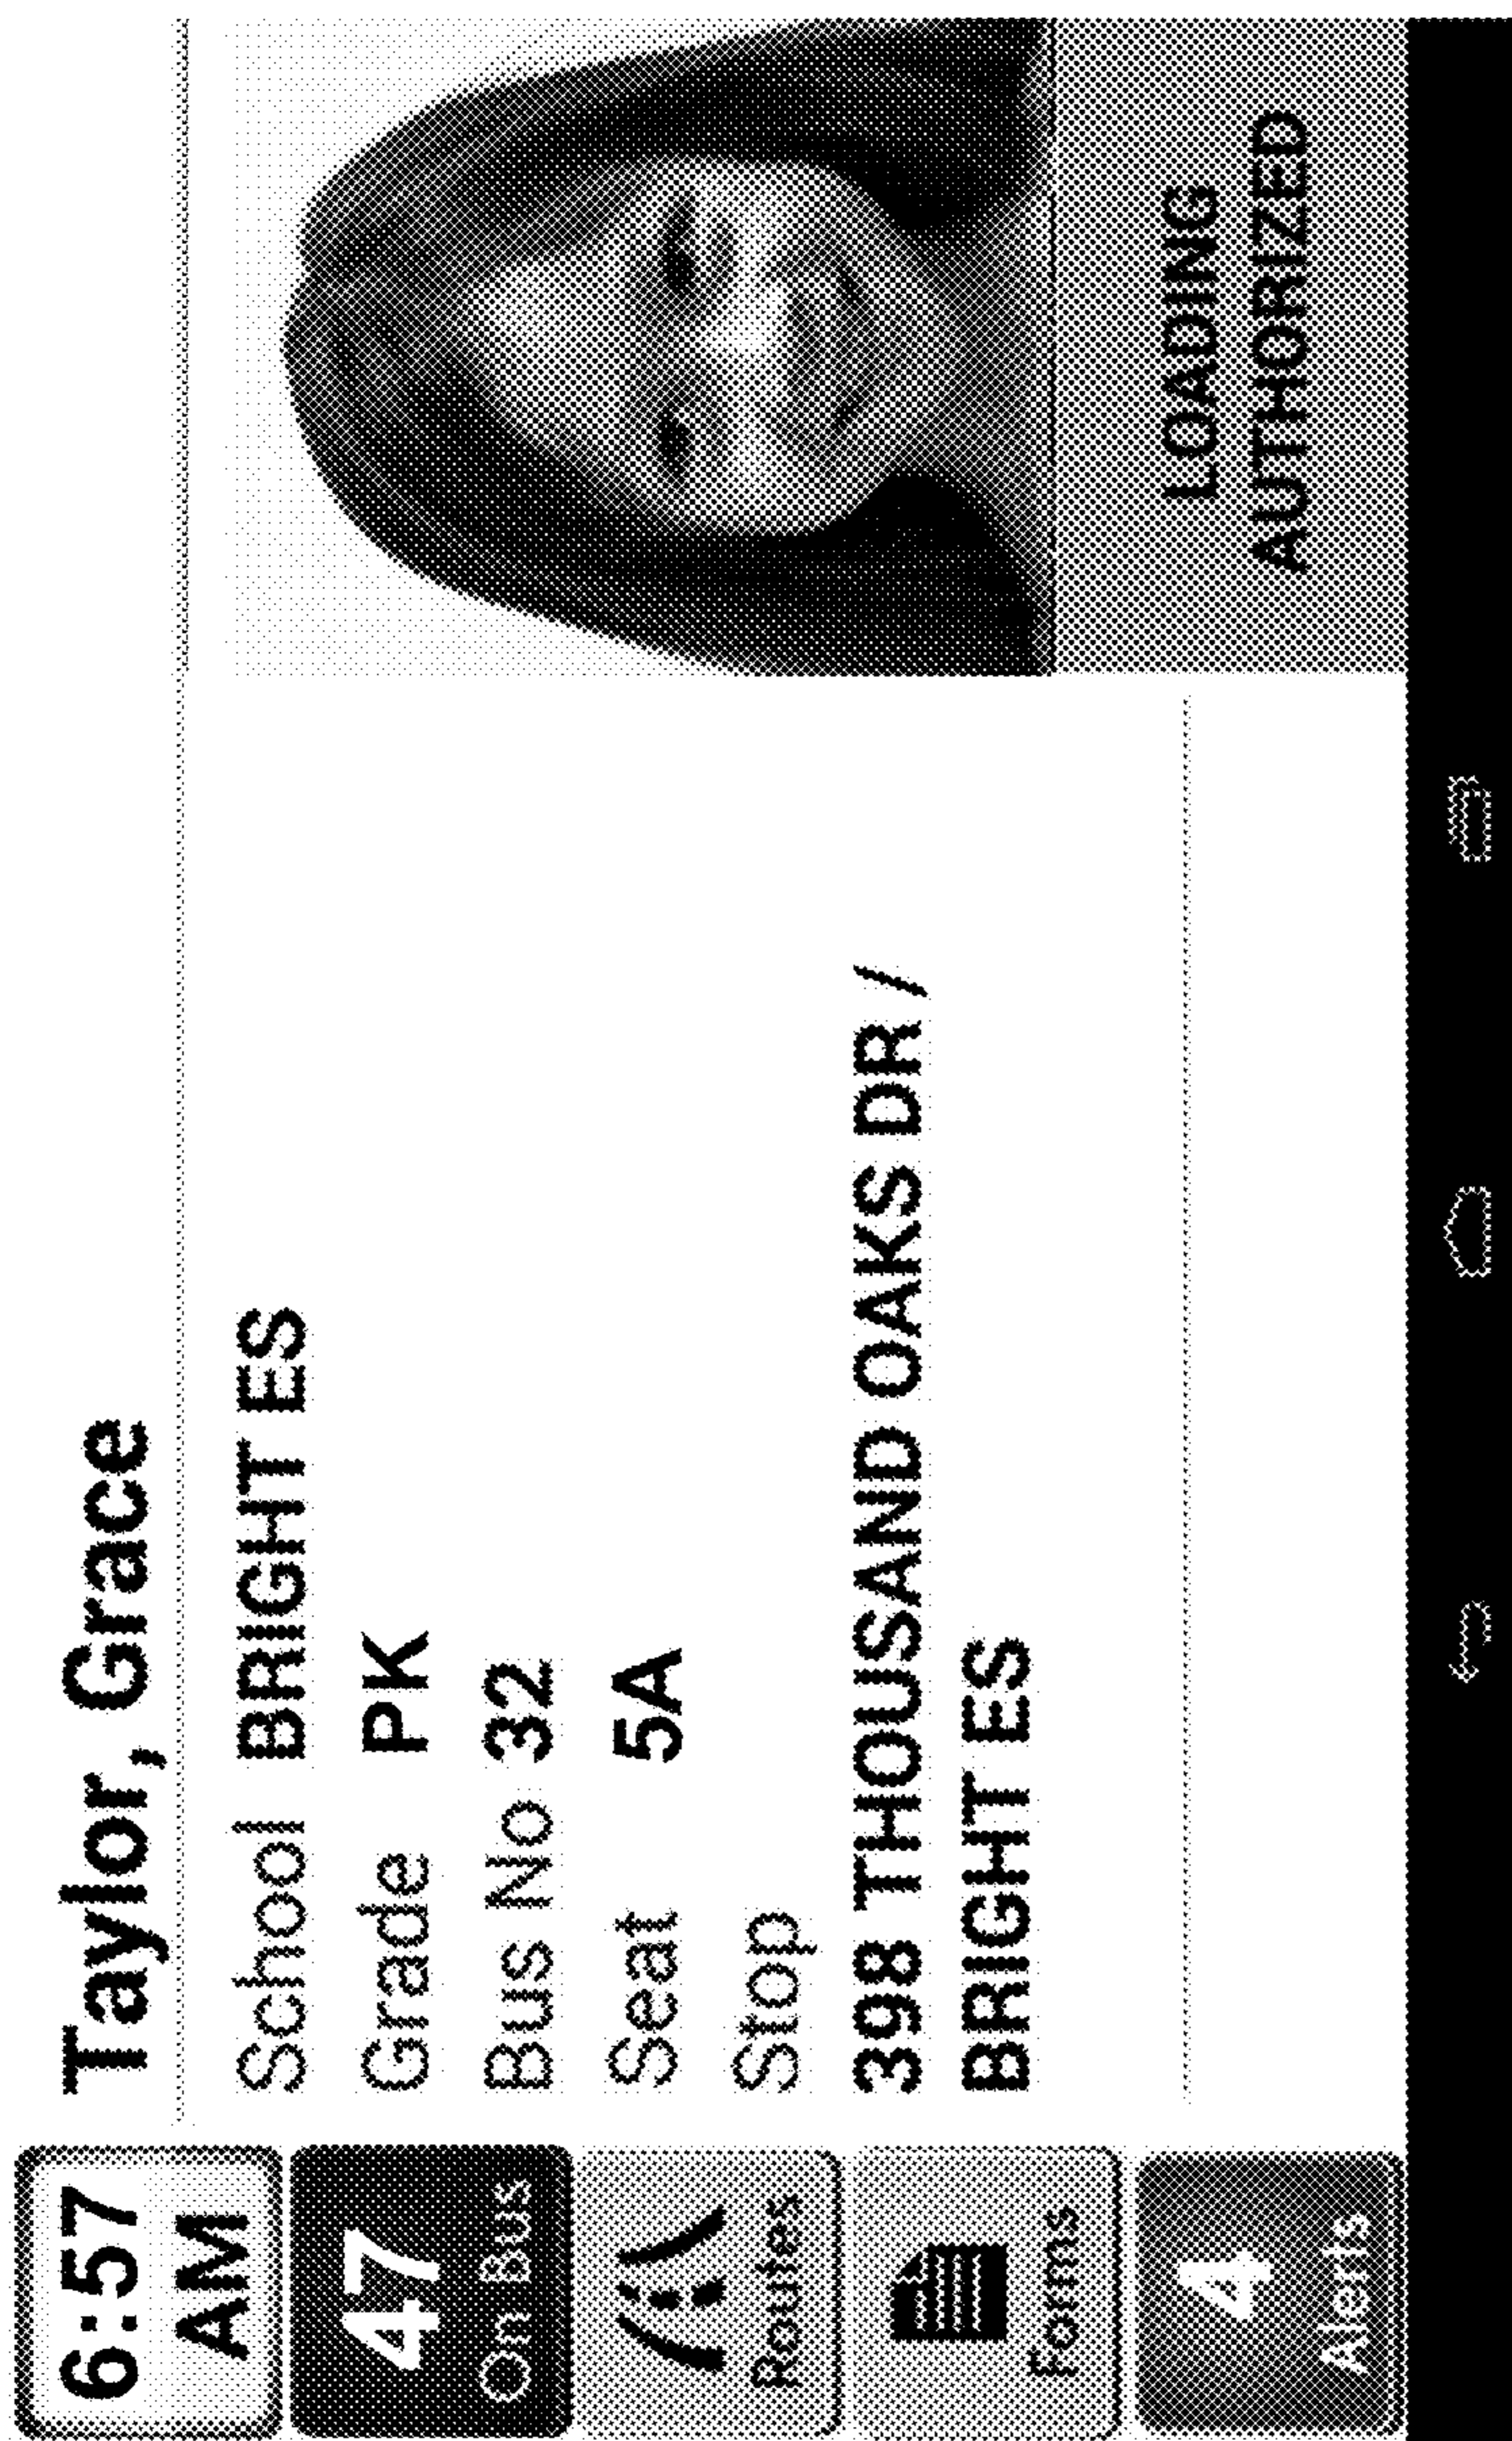 6:57
AM
47
On Bus
Routes
Forms
4
Alerts
Taylor, Grace
School BRIGHT ES
Grade PK
Bus No 32
Seat 5A
Stop
398 THOUSAND OAKS DR /
BRIGHT ES
LOADING
AUTHORIZED